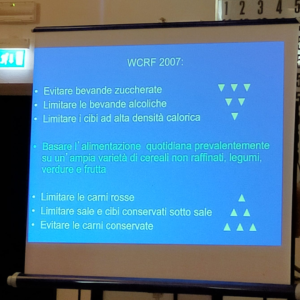 WCRF 2007:
• Evitare bevande zuccherate
• Limitare le bevande alcoliche
• Limitare i cibi ad alta densità calorica
• Basare l'alimentazione quotidiana prevalentemente
su un'ampia varietà di cereali non raffinati, legumi,
verdure e frutta
• Limitare le carni rosse
• Limitare sale e cibi conservati sotto sale
• Evitare le carni conservate